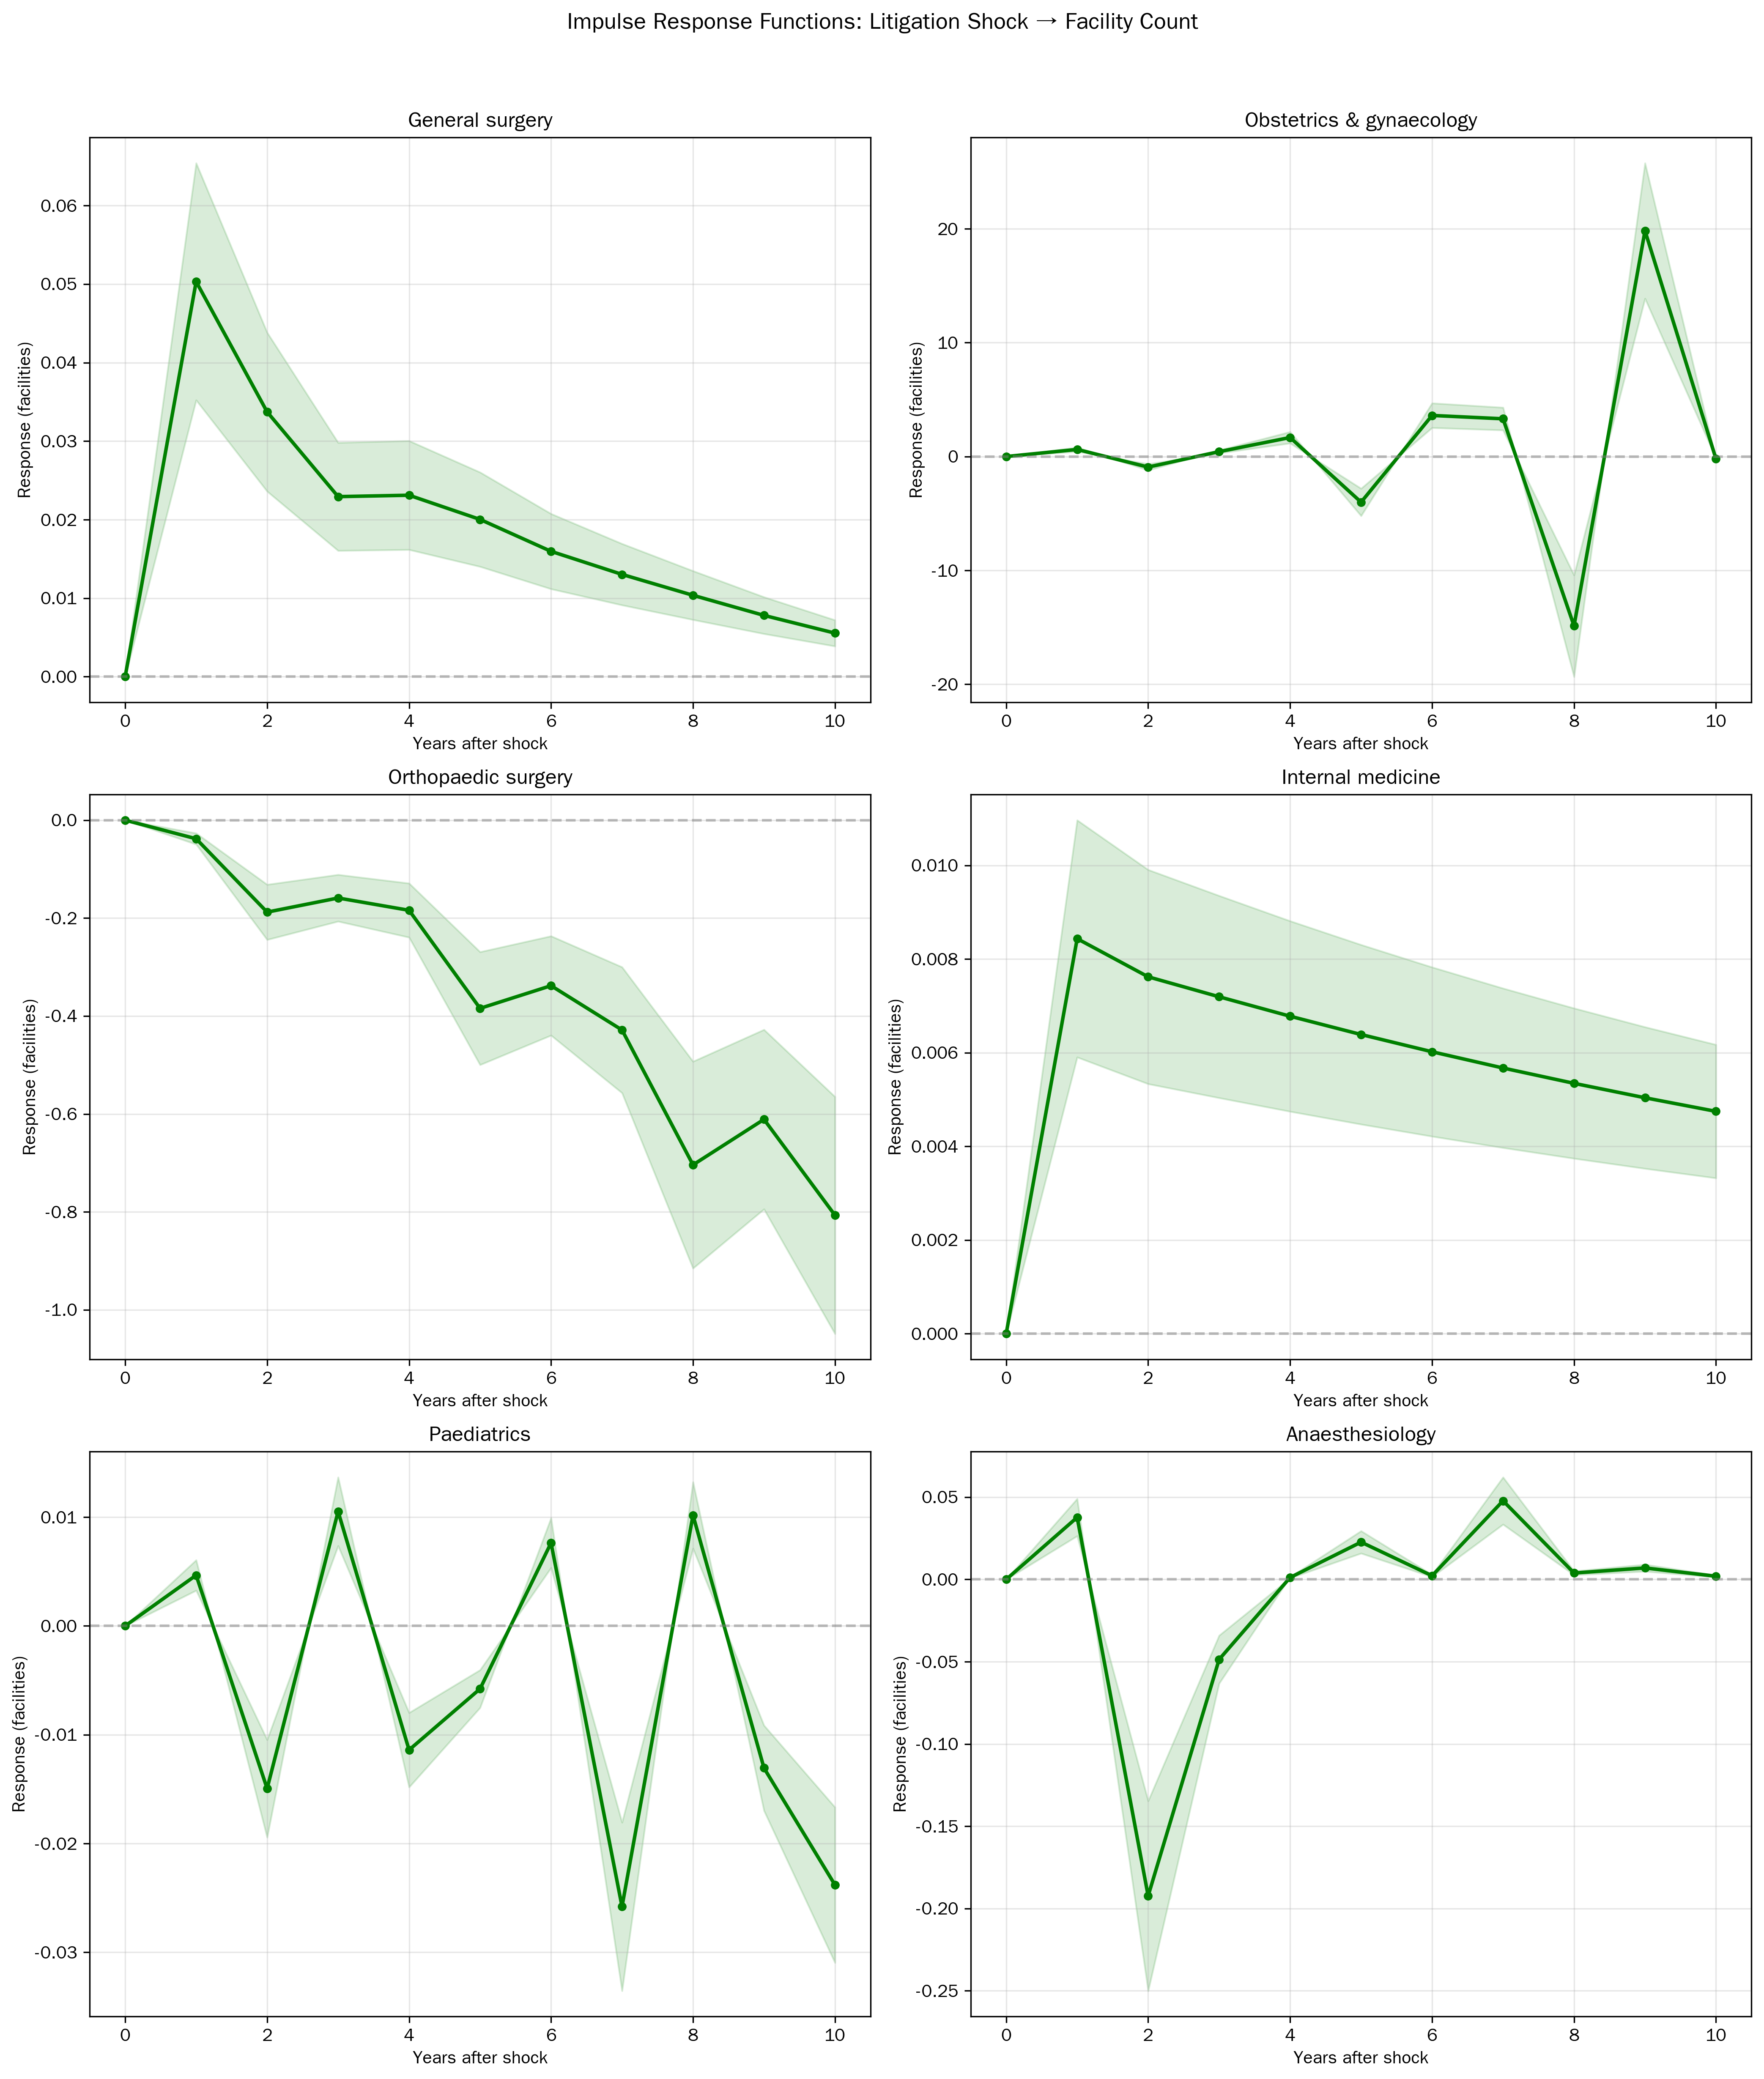 Impulse Response Functions: Litigation Shock → Facility Count
General surgery
Response (facilities)
0.06
0.05
0.04
0.03
0.02
0.01
0.00
0 2 4 6 8 10
Years after shock
Obstetrics & gynaecology
Response (facilities)
20
10
0
-10
-20
0 2 4 6 8 10
Years after shock
Orthopaedic surgery
Response (facilities)
0.0
-0.2
-0.4
-0.6
-0.8
-1.0
0 2 4 6 8 10
Years after shock
Internal medicine
Response (facilities)
0.010
0.008
0.006
0.004
0.002
0.000
0 2 4 6 8 10
Years after shock
Paediatrics
Response (facilities)
0.01
0.00
-0.01
-0.02
-0.03
0 2 4 6 8 10
Years after shock
Anaesthesiology
Response (facilities)
0.05
0.00
-0.05
-0.10
-0.15
-0.20
-0.25
0 2 4 6 8 10
Years after shock